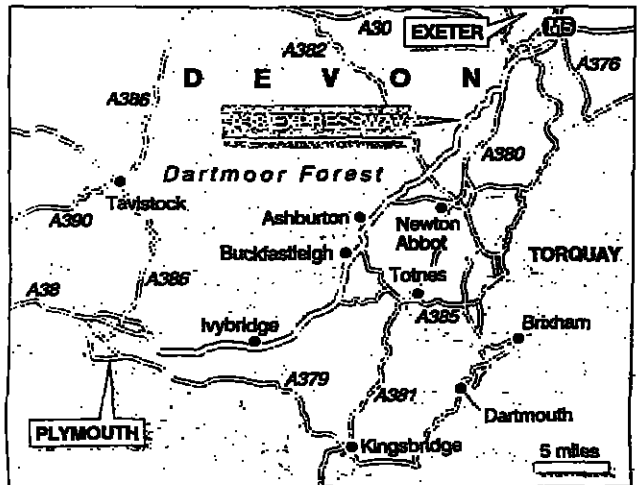 A30
EXETER
M5
A382
A376
D E V O N
A386
EXPRESSWAY
A380
Dartmoor Forest
Tavistock
A390
Ashburton
Newton
Abbot
Buckfastleigh
TORQUAY
A386
Totnes
A38
Ivybridge
A385
Brixham
A379
A381
Dartmouth
PLYMOUTH
Kingsbridge
5 miles